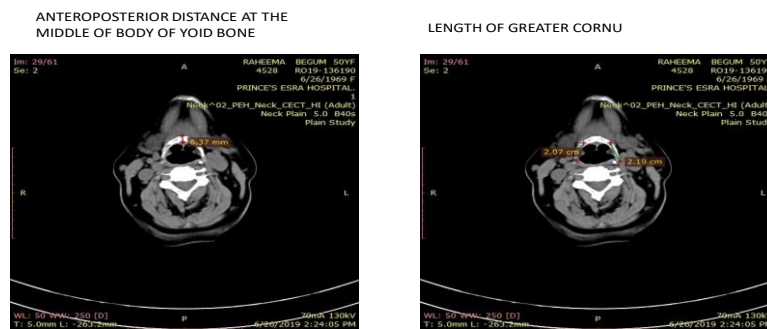 ANTEROPOSTERIOR DISTANCE AT THE
MIDDLE OF BODY OF YOID BONE
Im: 29/61
Se: 2
A
RAHEEMA BEGUM 50YF
4528 RO19-136190
6/26/1969 F
PRINCE'S ESRA HOSPITAL.
1
Neck^02_PEH_Neck_CECT_HI (Adult)
Neck Plain 5.0 B40s
Plain Study
6.37 mm
R
L
WL: 50 WW: 250 [D]
T: 5.0mm L: -263.2mm
P
70mA 130kV
6/26/2019 2:24:05 PM
LENGTH OF GREATER CORNU
Im: 29/61
Se: 2
A
RAHEEMA BEGUM 50Y
4528 RO19-13619
6/26/1969
PRINCE'S ESRA HOSPITA
Neck^02_PEH_Neck_CECT_HI (Adul
Neck Plain 5.0 B40
Plain Stud
2.07 cm
2.19 cm
R
L
WL: 50 WW: 250 [D]
T: 5.0mm L: -263.2mm
P
70mA 130k
6/26/2019 2:24:05 P